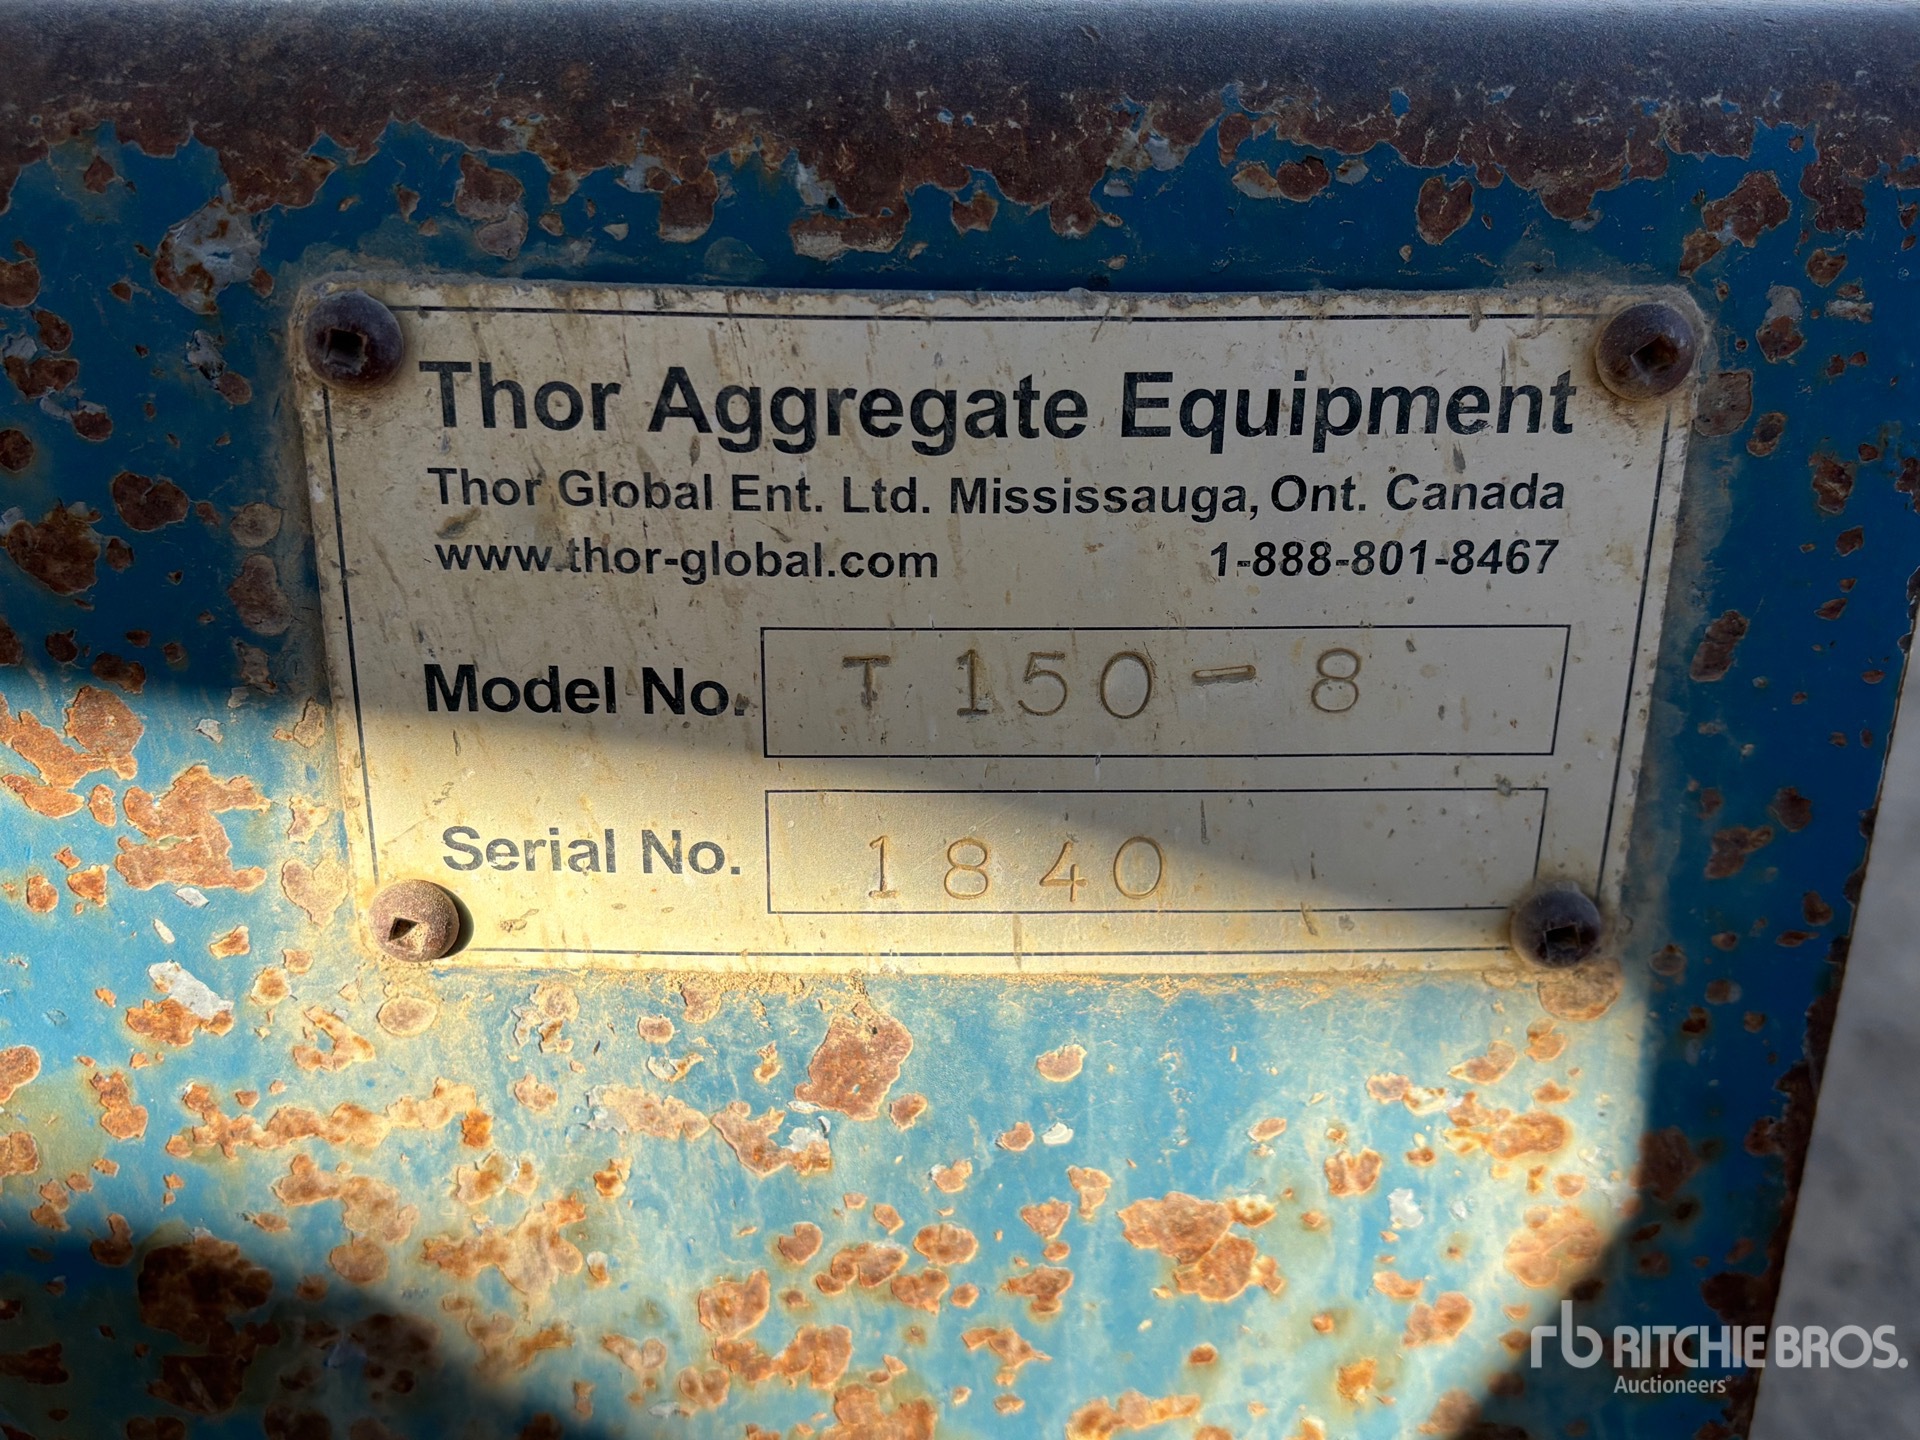 Thor Aggregate Equipment
Thor Global Ent. Ltd. Mississauga, Ont. Canada
www.thor-global.com 1-888-801-8467
Model No. T 150-8
Serial No. 1840
rb RITCHIE BROS.
Auctioneers